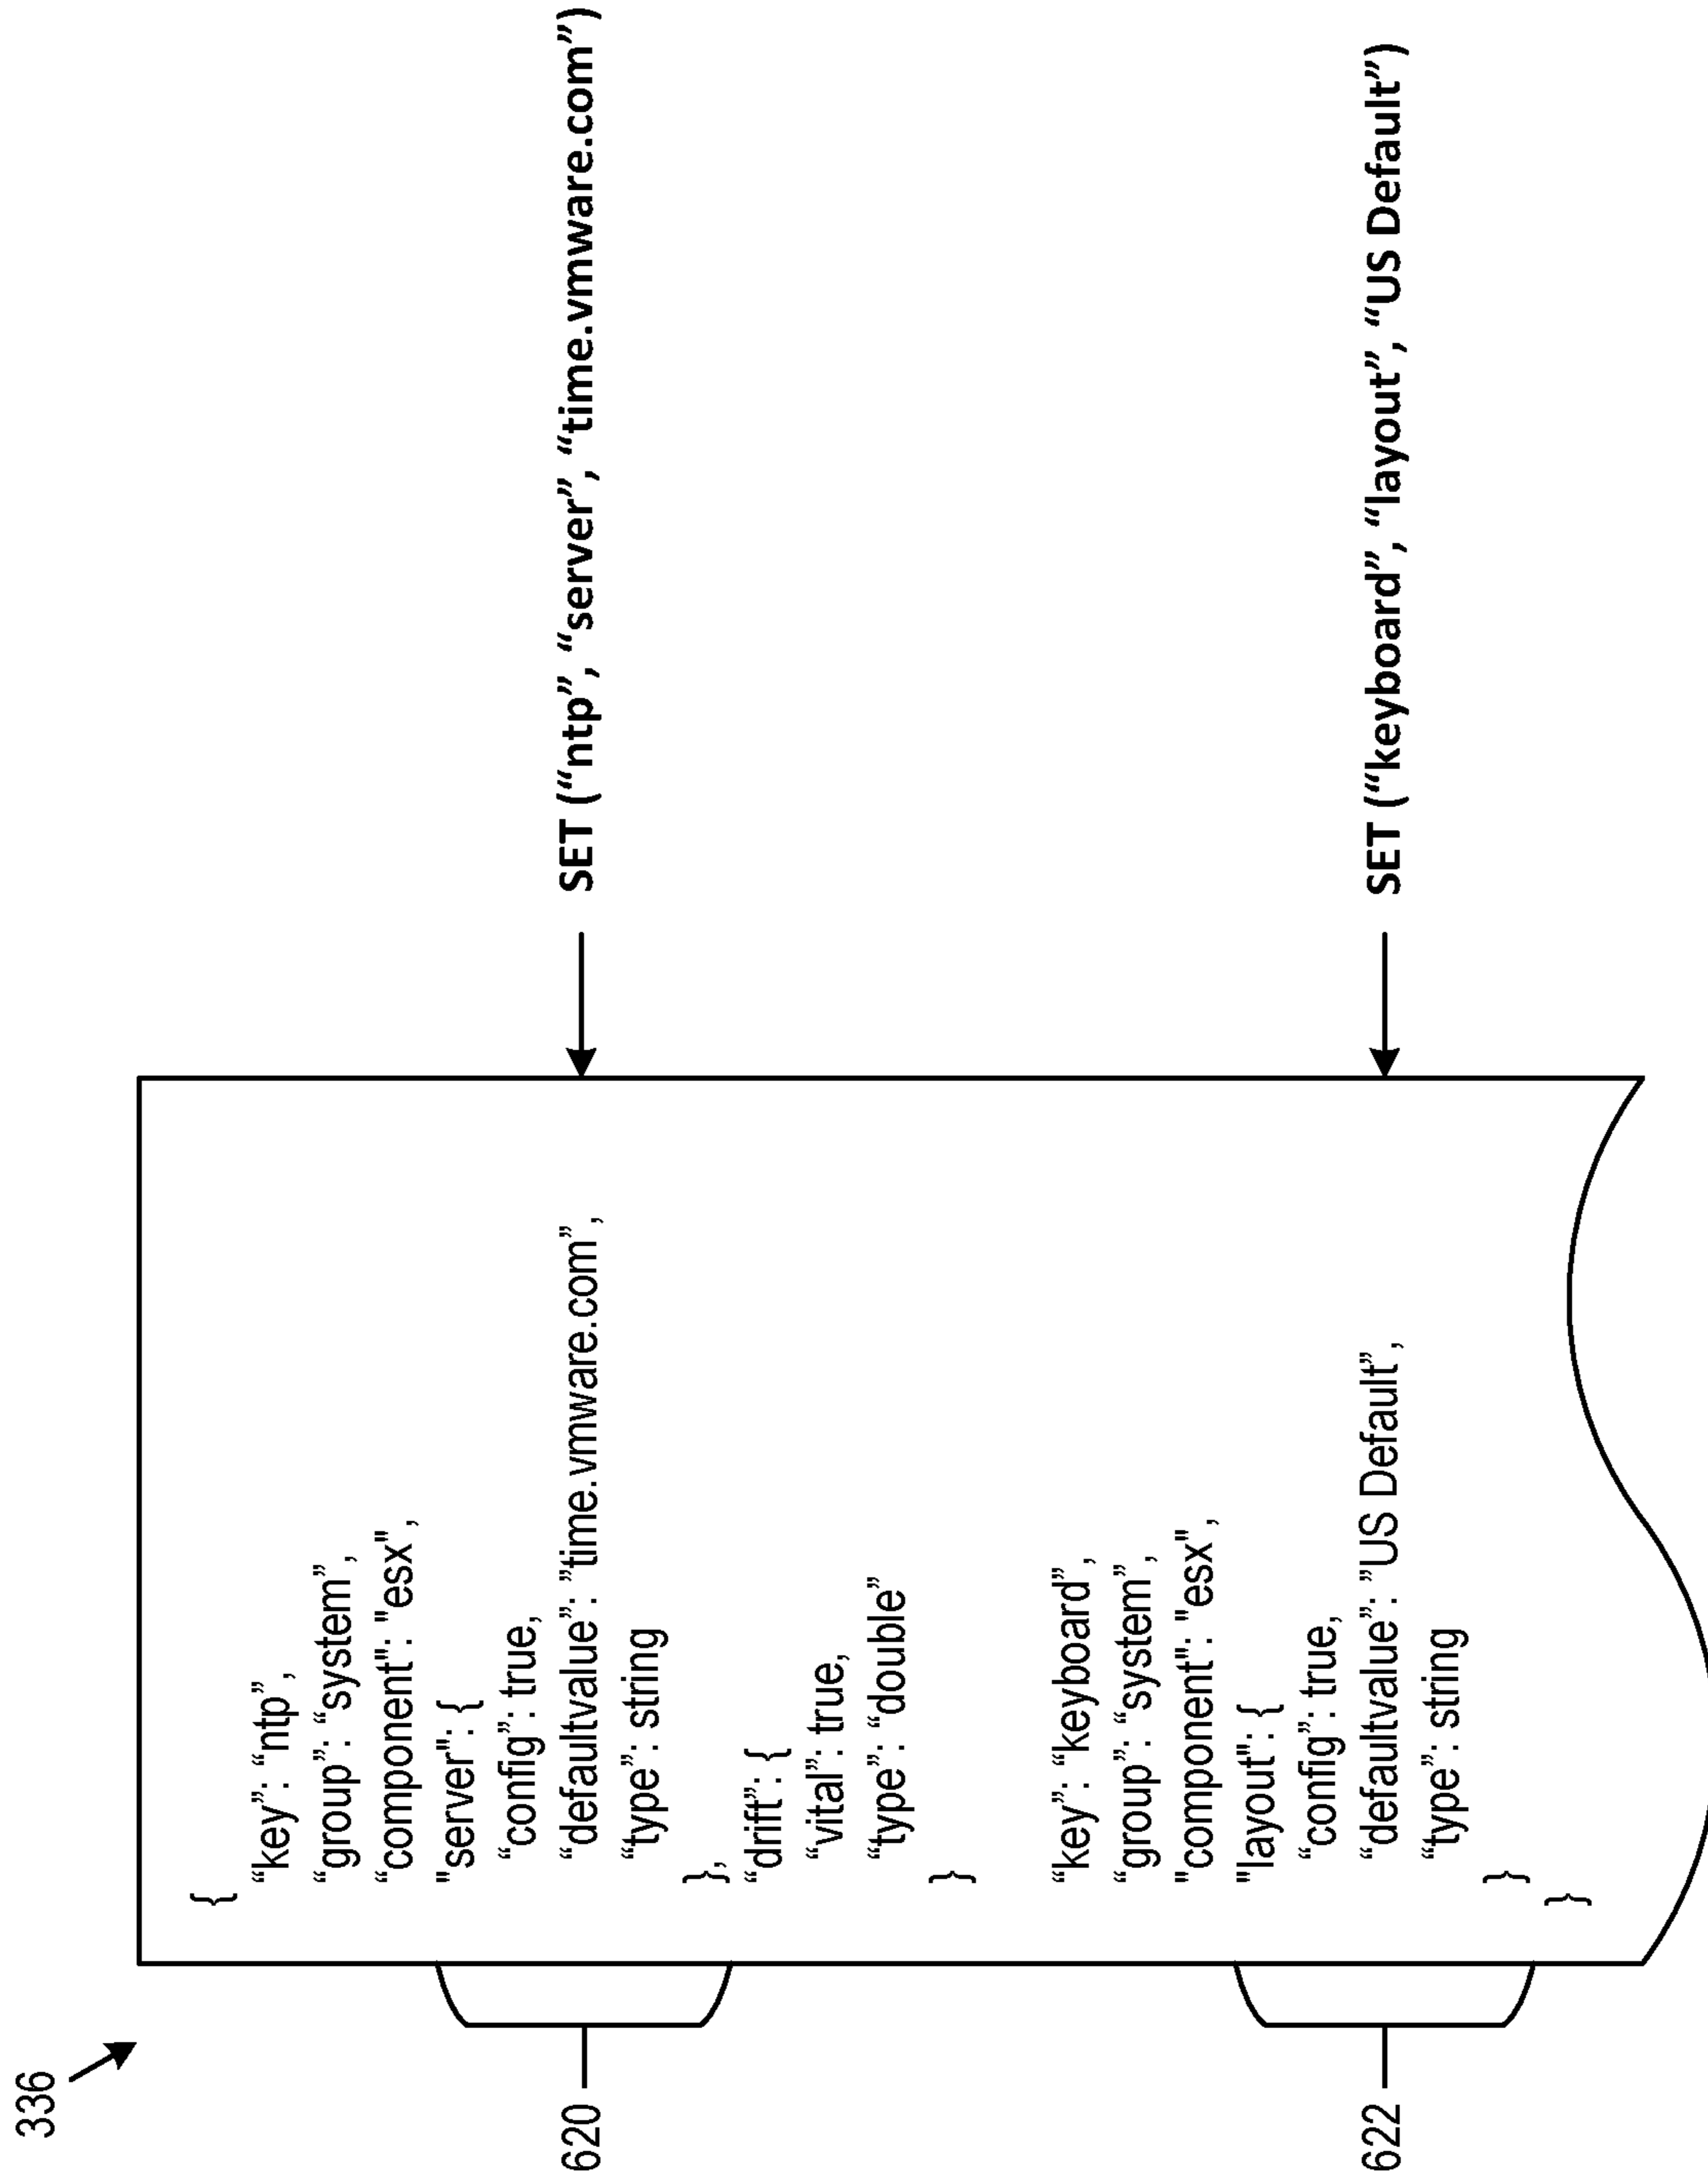 336
{
“key”: “ntp”,
“group”: “system”,
“component”: "esx",
"server": {
“config”: true,
“defaultvalue”: ”time.vmware.com”,
“type”: string
},
“drift”: {
“vital”: true,
“type”: “double”
}
“key”: “keyboard”,
“group”: “system”,
"component": "esx",
"layout": {
“config”: true,
“defaultvalue”: ”US Default”,
“type”: string
}
}
620
622
SET (“ntp”, “server”, “time.vmware.com”)
SET (“keyboard”, “layout”, “US Default”)